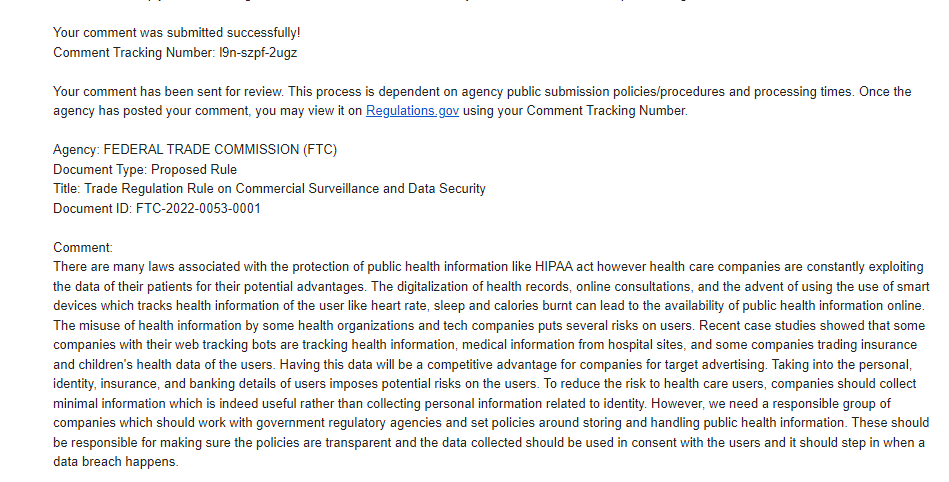 Your comment was submitted successfully!
Comment Tracking Number: l9n-szpf-2ugz
Your comment has been sent for review. This process is dependent on agency public submission policies/procedures and processing times. Once the
agency has posted your comment, you may view it on Regulations.gov using your Comment Tracking Number.
Agency: FEDERAL TRADE COMMISSION (FTC)
Document Type: Proposed Rule
Title: Trade Regulation Rule on Commercial Surveillance and Data Security
Document ID: FTC-2022-0053-0001
Comment:
There are many laws associated with the protection of public health information like HIPAA act however health care companies are constantly exploiting
the data of their patients for their potential advantages. The digitalization of health records, online consultations, and the advent of using the use of smart
devices which tracks health information of the user like heart rate, sleep and calories burnt can lead to the availability of public health information online.
The misuse of health information by some health organizations and tech companies puts several risks on users. Recent case studies showed that some
companies with their web tracking bots are tracking health information, medical information from hospital sites, and some companies trading insurance
and children's health data of the users. Having this data will be a competitive advantage for companies for target advertising. Taking into the personal,
identity, insurance, and banking details of users imposes potential risks on the users. To reduce the risk to health care users, companies should collect
minimal information which is indeed useful rather than collecting personal information related to identity. However, we need a responsible group of
companies which should work with government regulatory agencies and set policies around storing and handling public health information. These should
be responsible for making sure the policies are transparent and the data collected should be used in consent with the users and it should step in when a
data breach happens.